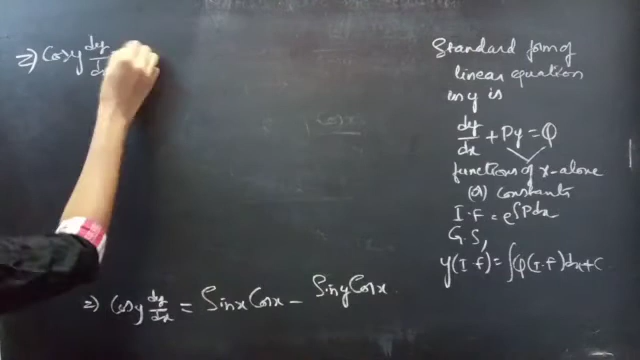 ⇒) Cosy dy/dx
2) Cosy dy/dx = Sinx Cosx - Siny Cosx
Standard form of
linear equation
in y is
dy/dx + Py = Q
functions of x-alone
(or) constants
I.F = e^∫Pdx
G.S,
y(I.f) = ∫Q(I.F)dx+C